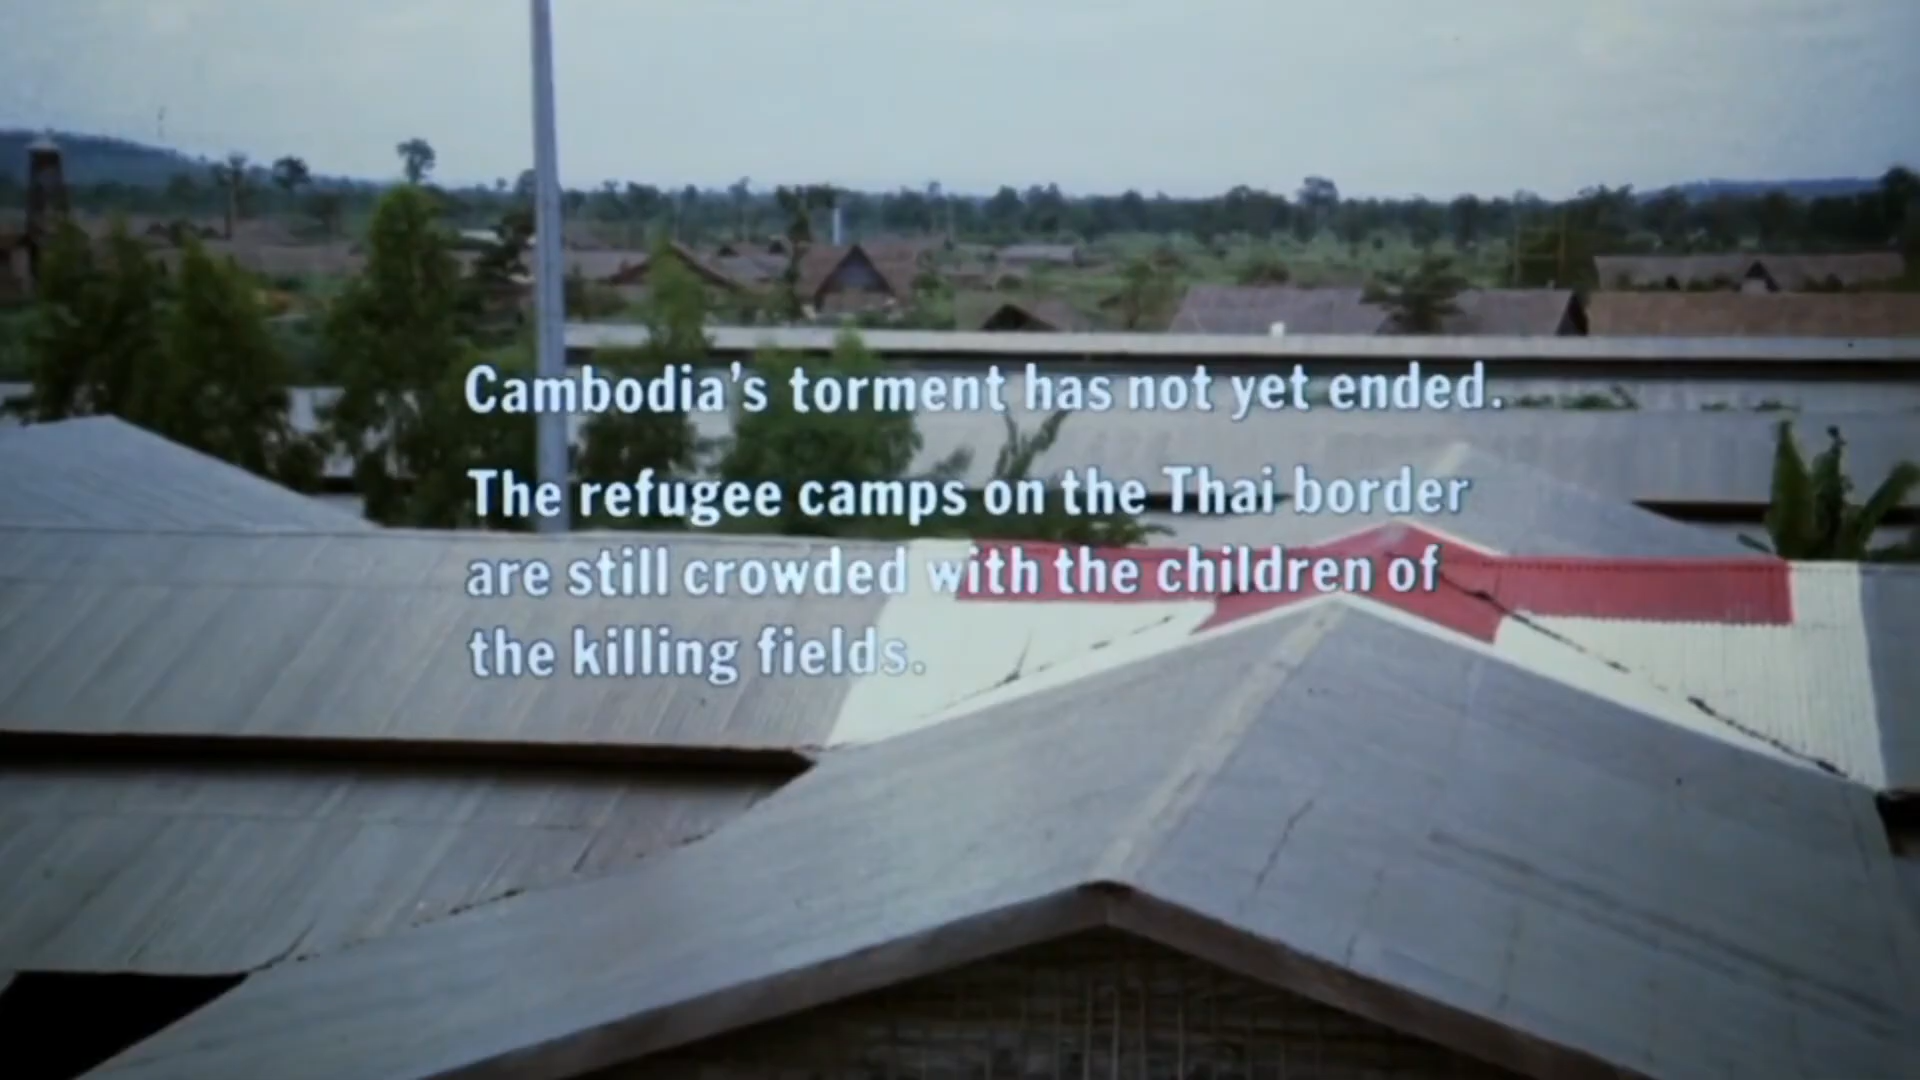 Cambodia's torment has not yet ended.
The refugee camps on the Thai border
are still crowded with the children of
the killing fields.